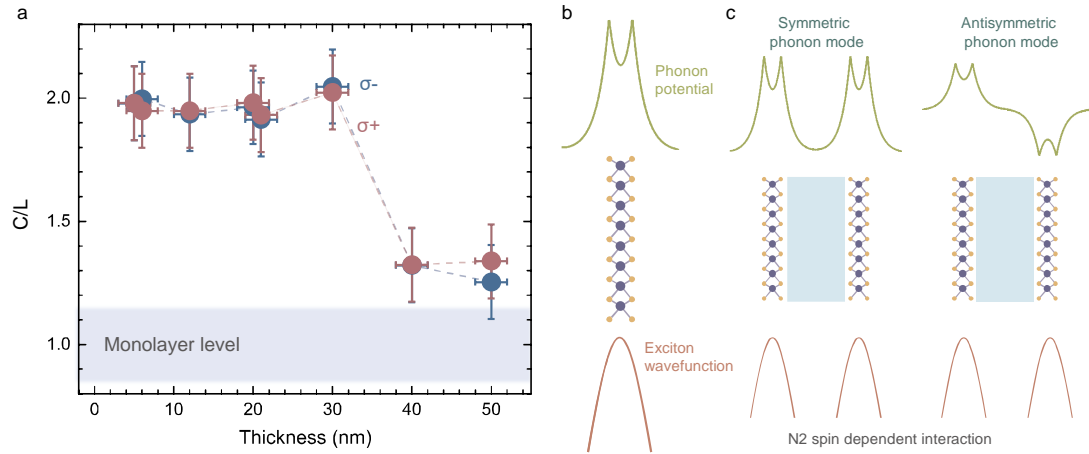 a
2.0
1.5
1.0
C/L
σ-
σ+
Monolayer level
0
10
20
30
40
50
Thickness (nm)
b
Phonon
potential
Exciton
wavefunction
c
Symmetric
phonon mode
Antisymmetric
phonon mode
N2 spin dependent interaction